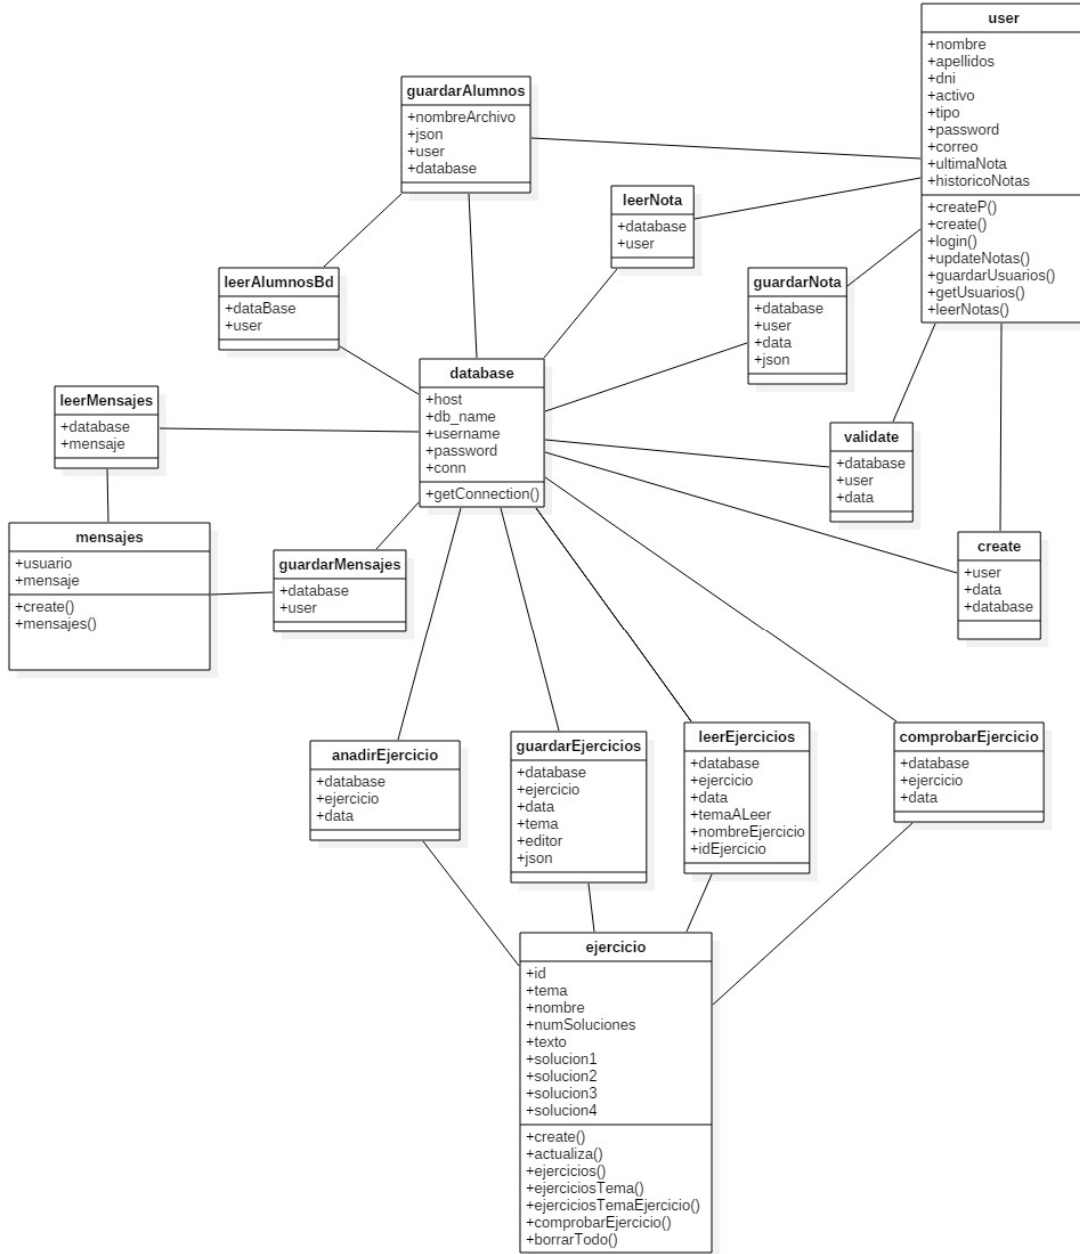 user
+nombre
+apellidos
+dni
+activo
+tipo
+password
+correo
+ultimaNota
+historicoNotas
+createP()
+create()
+login()
+updateNotas()
+guardarUsuarios()
+getUsuarios()
+leerNotas()
guardarAlumnos
+nombreArchivo
+json
+user
+database
leerNota
+database
+user
leerAlumnosBd
+dataBase
+user
guardarNota
+database
+user
+data
+json
database
+host
+db_name
+username
+password
+conn
+getConnection()
leerMensajes
+database
+mensaje
validate
+database
+user
+data
mensajes
+usuario
+mensaje
+create()
+mensajes()
guardarMensajes
+database
+user
create
+user
+data
+database
anadirEjercicio
+database
+ejercicio
+data
guardarEjercicios
+database
+ejercicio
+data
+tema
+editor
+json
leerEjercicios
+database
+ejercicio
+data
+temaALeer
+nombreEjercicio
+idEjercicio
comprobarEjercicio
+database
+ejercicio
+data
ejercicio
+id
+tema
+nombre
+numSoluciones
+texto
+solucion1
+solucion2
+solucion3
+solucion4
+create()
+actualiza()
+ejercicios()
+ejerciciosTema()
+ejerciciosTemaEjercicio()
+comprobarEjercicio()
+borrarTodo()